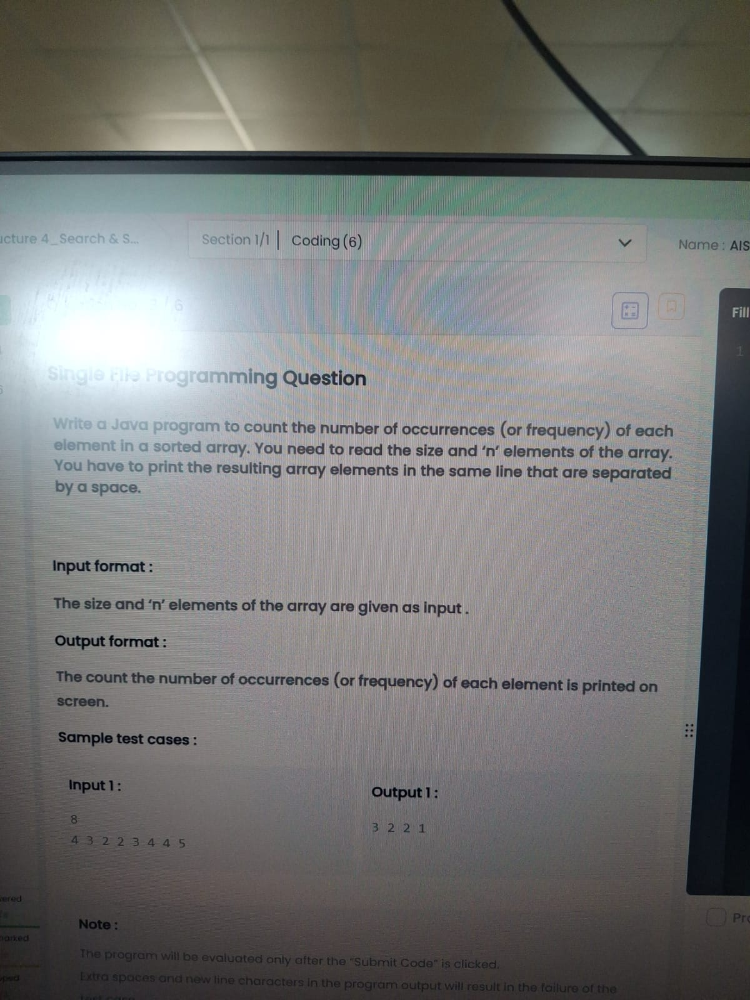 ucture 4_Search & S...
Section 1/1 | Coding (6)
Name : AIS
6
Fill
1
Single File Programming Question
Write a Java program to count the number of occurrences (or frequency) of each
element in a sorted array. You need to read the size and ‘n’ elements of the array.
You have to print the resulting array elements in the same line that are separated
by a space.
Input format :
The size and ‘n’ elements of the array are given as input .
Output format :
The count the number of occurrences (or frequency) of each element is printed on
screen.
Sample test cases :
Input 1 :
8
4 3 2 2 3 4 4 5
Output 1 :
3 2 2 1
vered
marked
pped
Pro
Note :
The program will be evaluated only after the “Submit Code” is clicked.
Extra spaces and new line characters in the program output will result in the failure of the